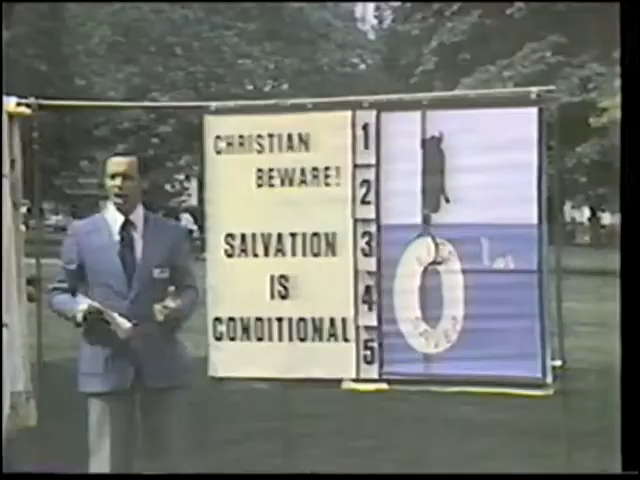 CHRISTIAN
BEWARE!
SALVATION
IS
CONDITIONAL
1
2
3
4
5